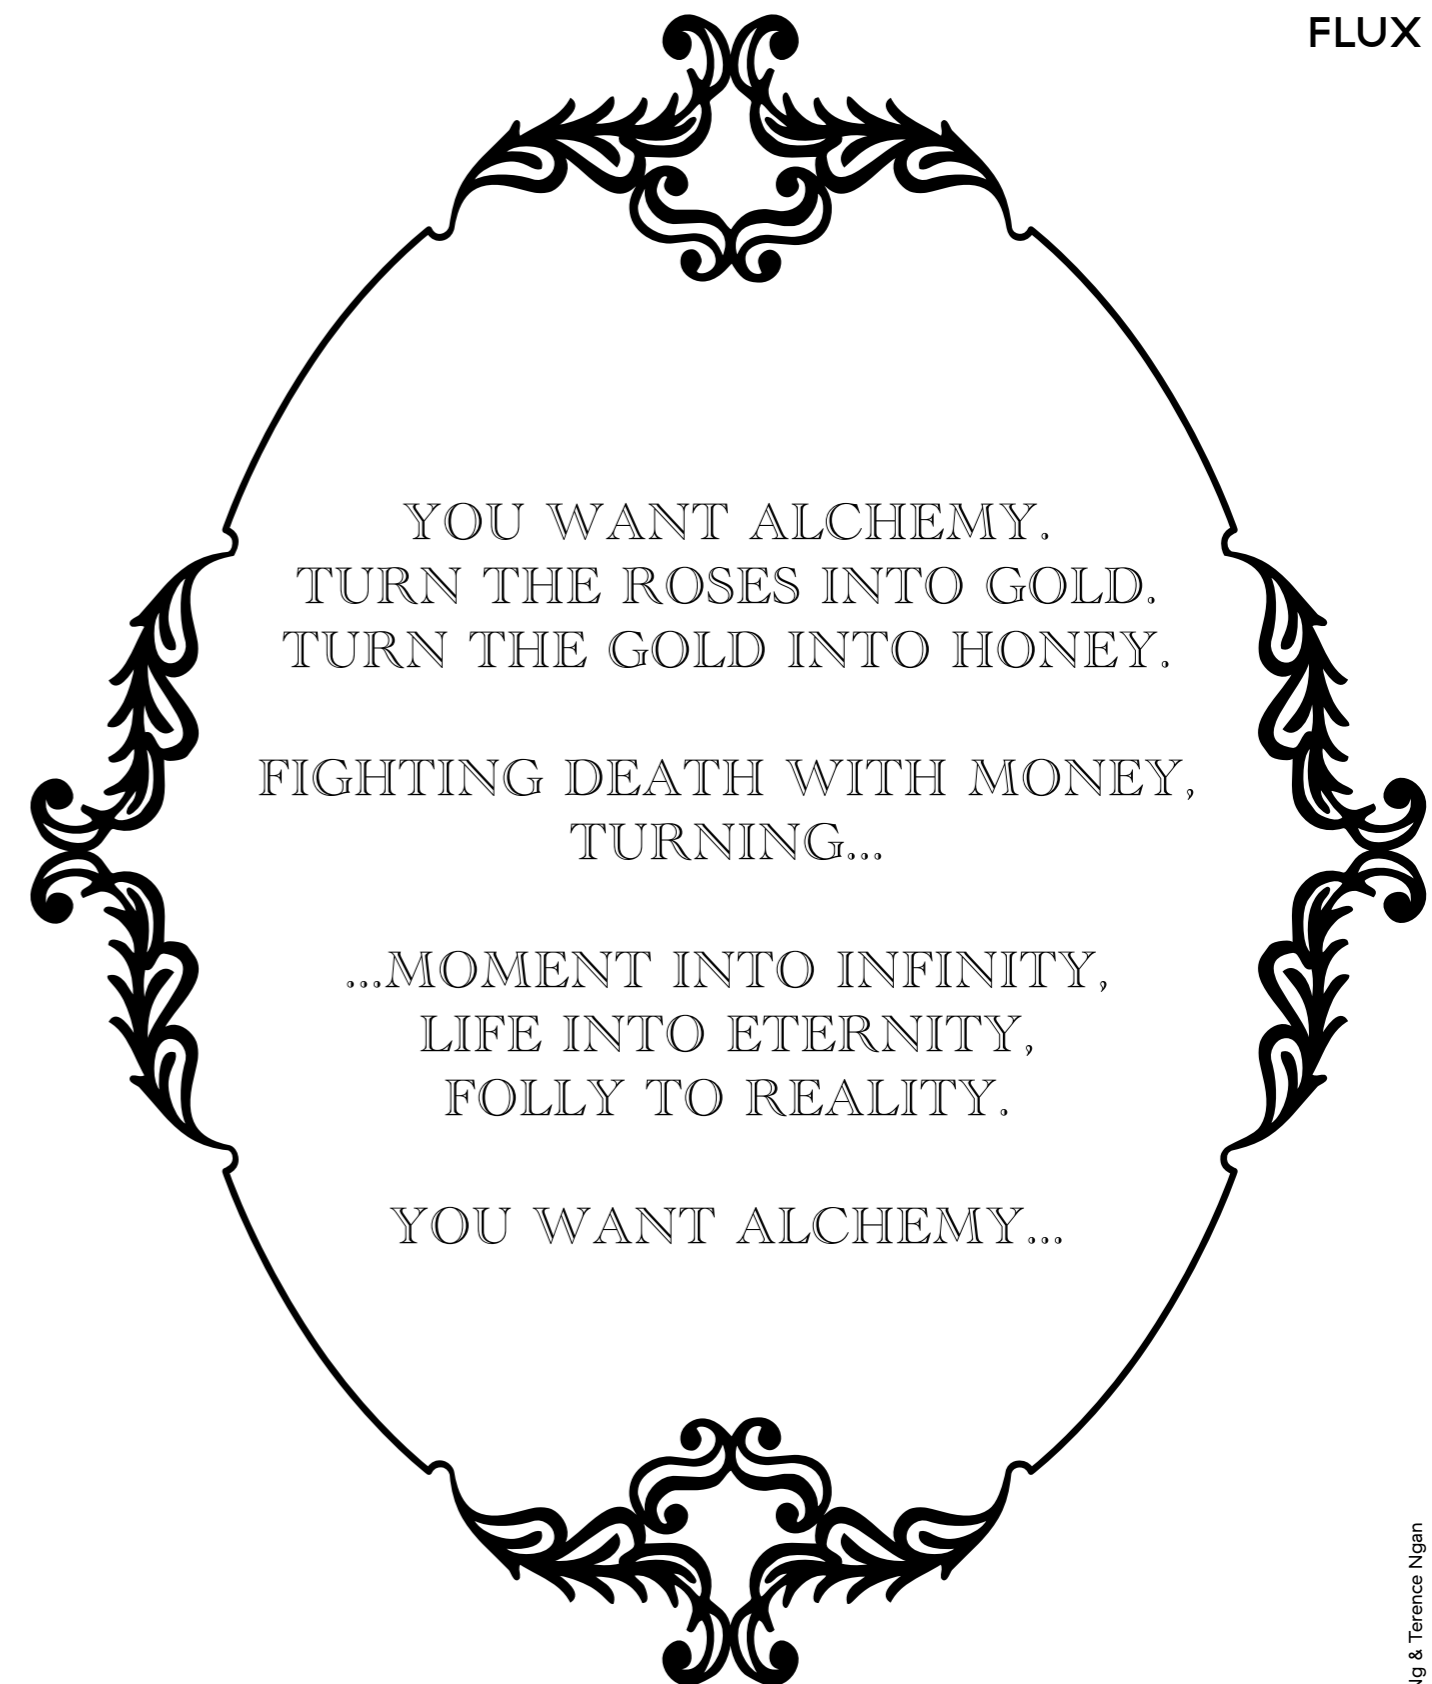 FLUX
YOU WANT ALCHEMY.
TURN THE ROSES INTO GOLD.
TURN THE GOLD INTO HONEY.
FIGHTING DEATH WITH MONEY,
TURNING...
...MOMENT INTO INFINITY,
LIFE INTO ETERNITY,
FOLLY TO REALITY.
YOU WANT ALCHEMY...
& Terence Ngan